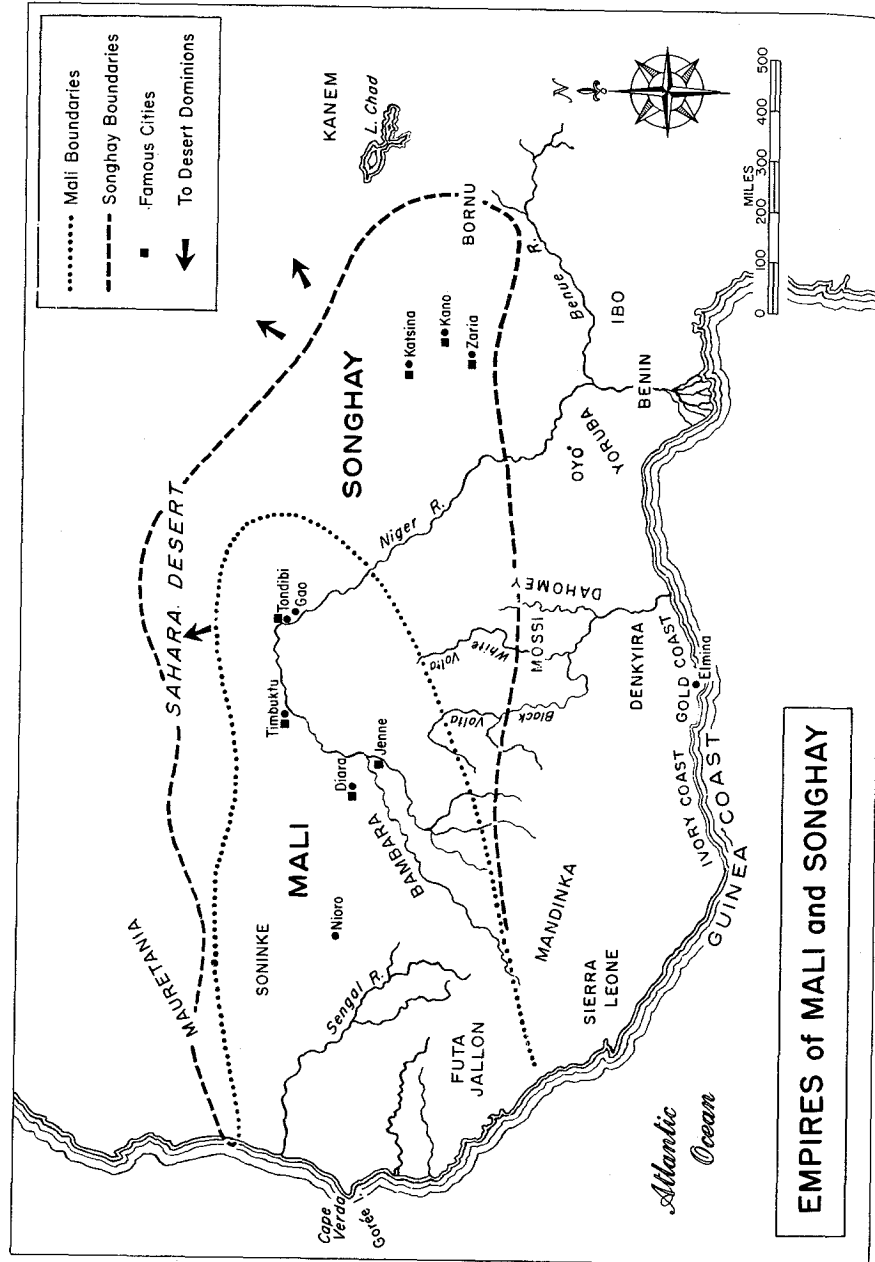 Mali Boundaries
Songhay Boundaries
Famous Cities
To Desert Dominions
SAHARA DESERT
MAURETANIA
KANEM
L. Chad
SONINKE
MALI
SONGHAY
BORNU
Timbuktu
Tondibi
Gao
Katsina
Kano
Zaria
Nioro
Diara
Jenne
Niger R.
Sengal R.
BAMBARA
Cape
Verde
Gorée
White
Volta
Black
Volta
MOSSI
DAHOMEY
Benue R.
FUTA
JALLON
MANDINKA
OYO
YORUBA
IBO
BENIN
SIERRA
LEONE
DENKYIRA
IVORY COAST
GOLD COAST
Elmina
GUINEA COAST
Atlantic
Ocean
N
MILES
0 100 200 300 400 500
EMPIRES of MALI and SONGHAY